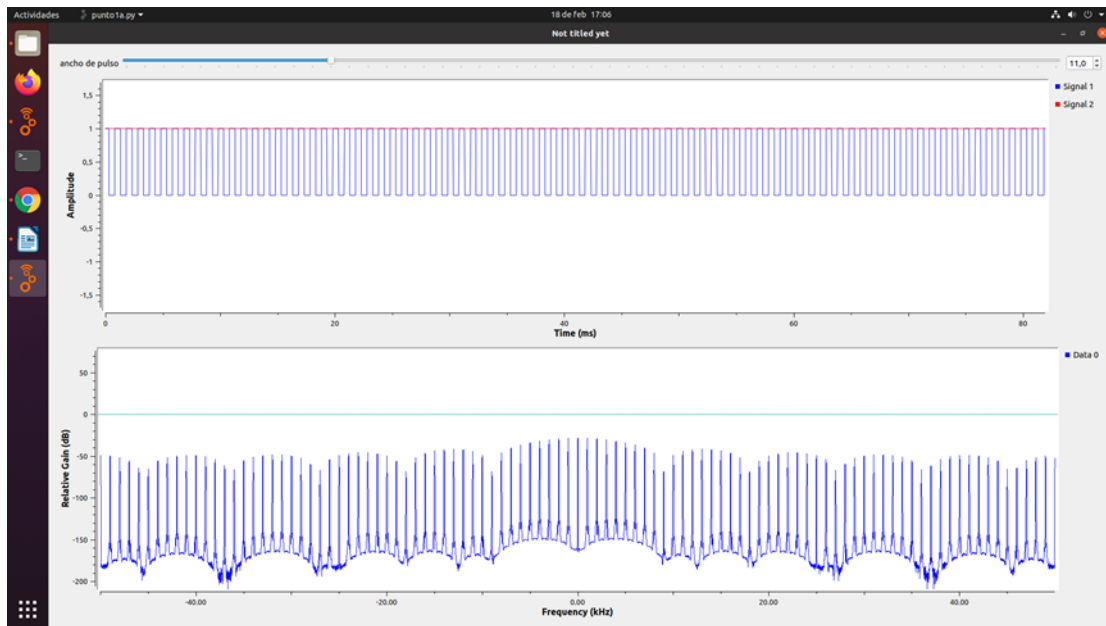 Actividades punto1a.py 18 de feb 17:06
Not titled yet
ancho de pulso 11,0
Signal 1
Signal 2
1,5
1
0,5
0
-0,5
-1
-1,5
Amplitude
0 20 40 60 80
Time (ms)
Data 0
50
0
-50
-100
-150
-200
Relative Gain (dB)
-40.00 -20.00 0.00 20.00 40.00
Frequency (kHz)